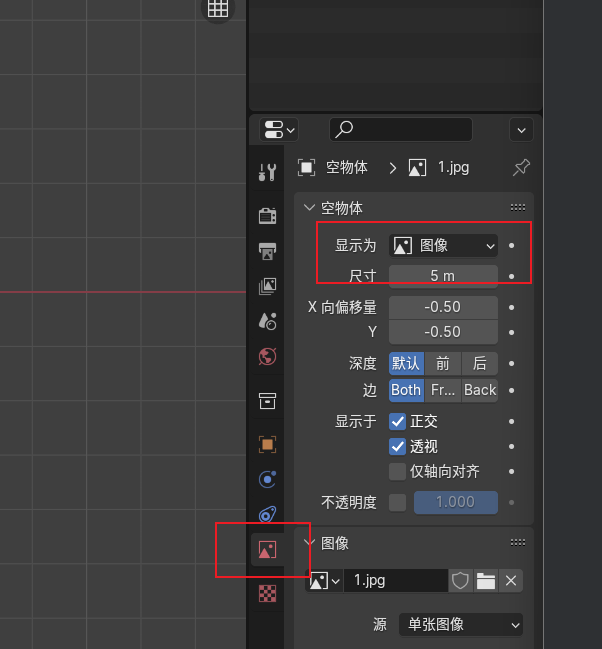 空物体 1.jpg
空物体
显示为 图像
尺寸 5 m
X 向偏移量 -0.50
Y -0.50
深度 默认 前 后
边 Both Fr... Back
显示于 正交
透视
仅轴向对齐
不透明度 1.000
图像
1.jpg
源 单张图像